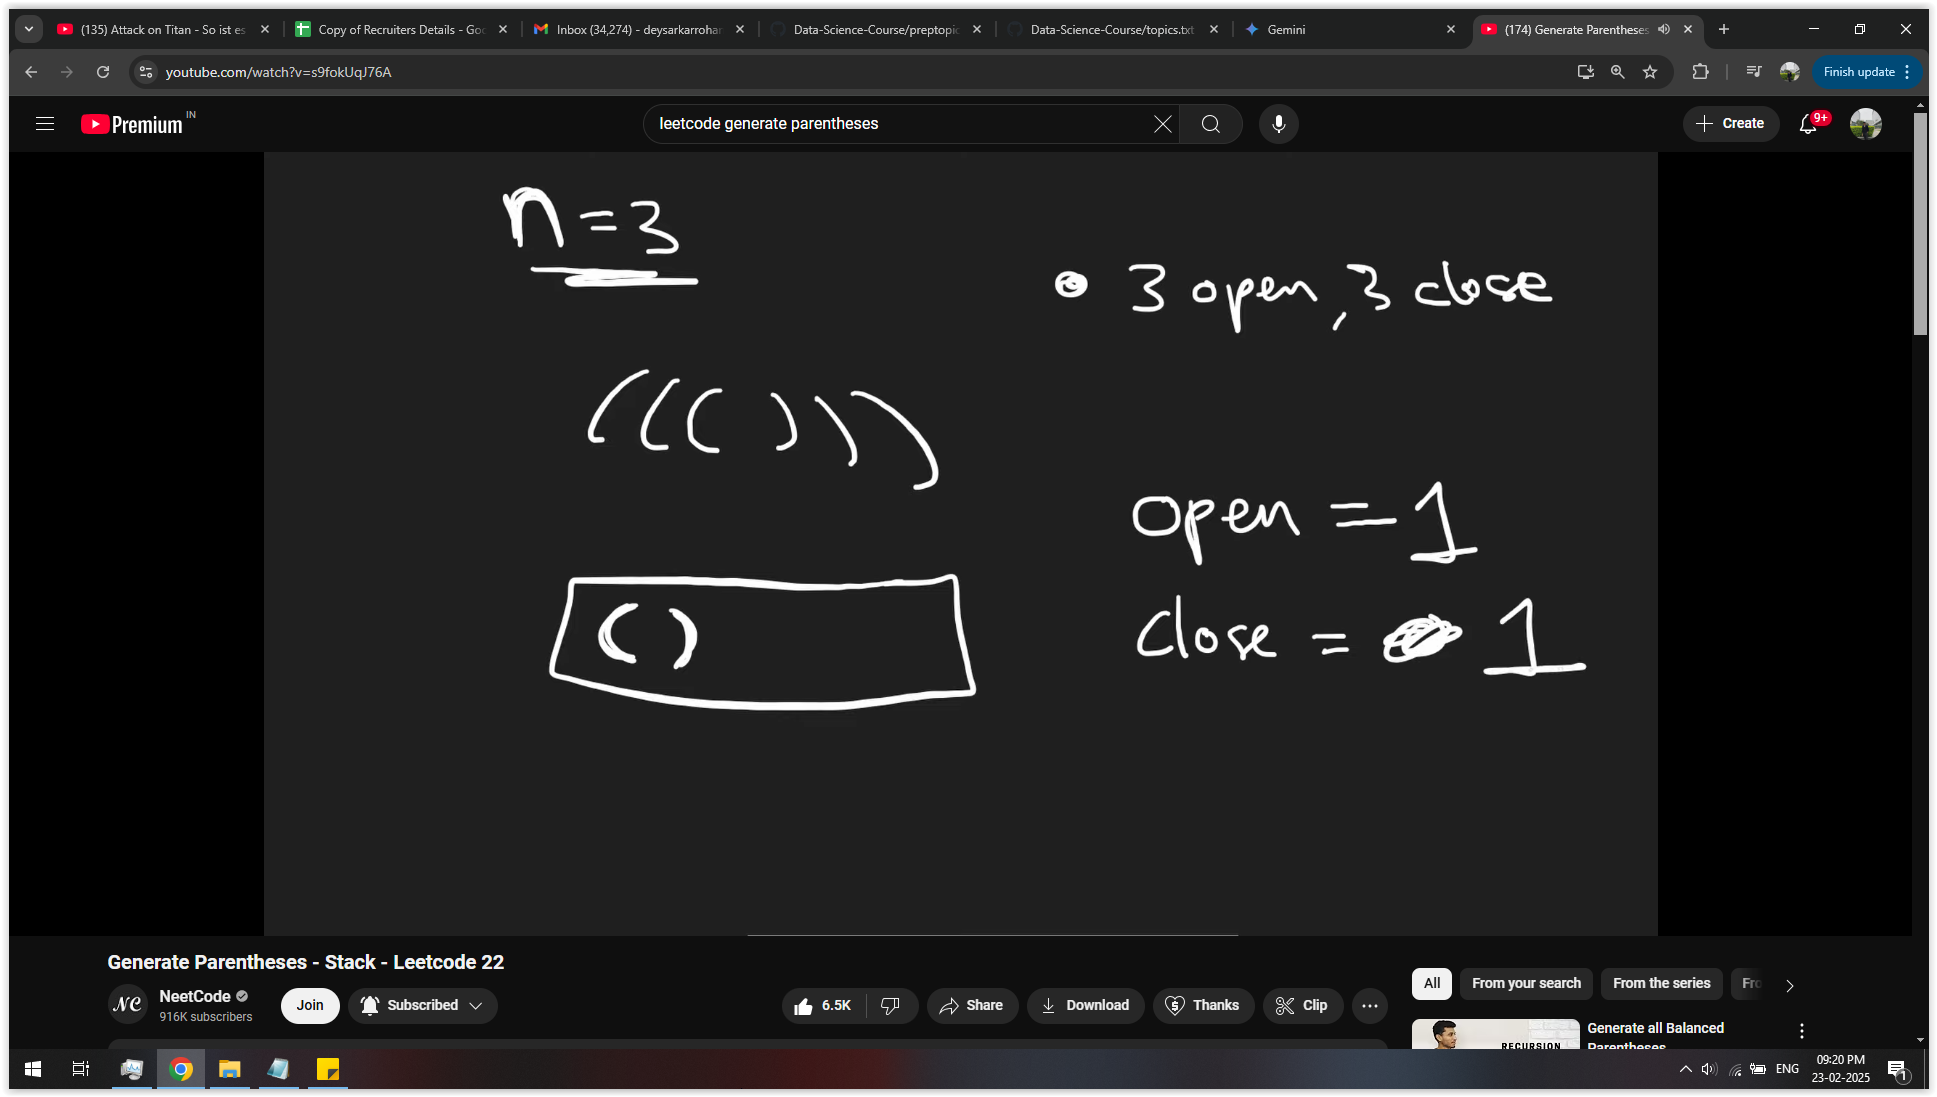 (135) Attack on Titan - So ist es
Copy of Recruiters Details - Goo
Inbox (34,274) - deysarkarrohan
Data-Science-Course/preptopic
Data-Science-Course/topics.txt
Gemini
(174) Generate Parentheses
youtube.com/watch?v=s9fokUqJ76A
Finish update
Premium IN
leetcode generate parentheses
Create
9+
n=3
3 open, 3 close
((( )))
open = 1
( )
close = 1
Generate Parentheses - Stack - Leetcode 22
NC
NeetCode
916K subscribers
Join
Subscribed
6.5K
Share
Download
Thanks
Clip
All
From your search
From the series
Fro
Generate all Balanced
Parentheses
RECURSION
ENG
09:20 PM
23-02-2025
1